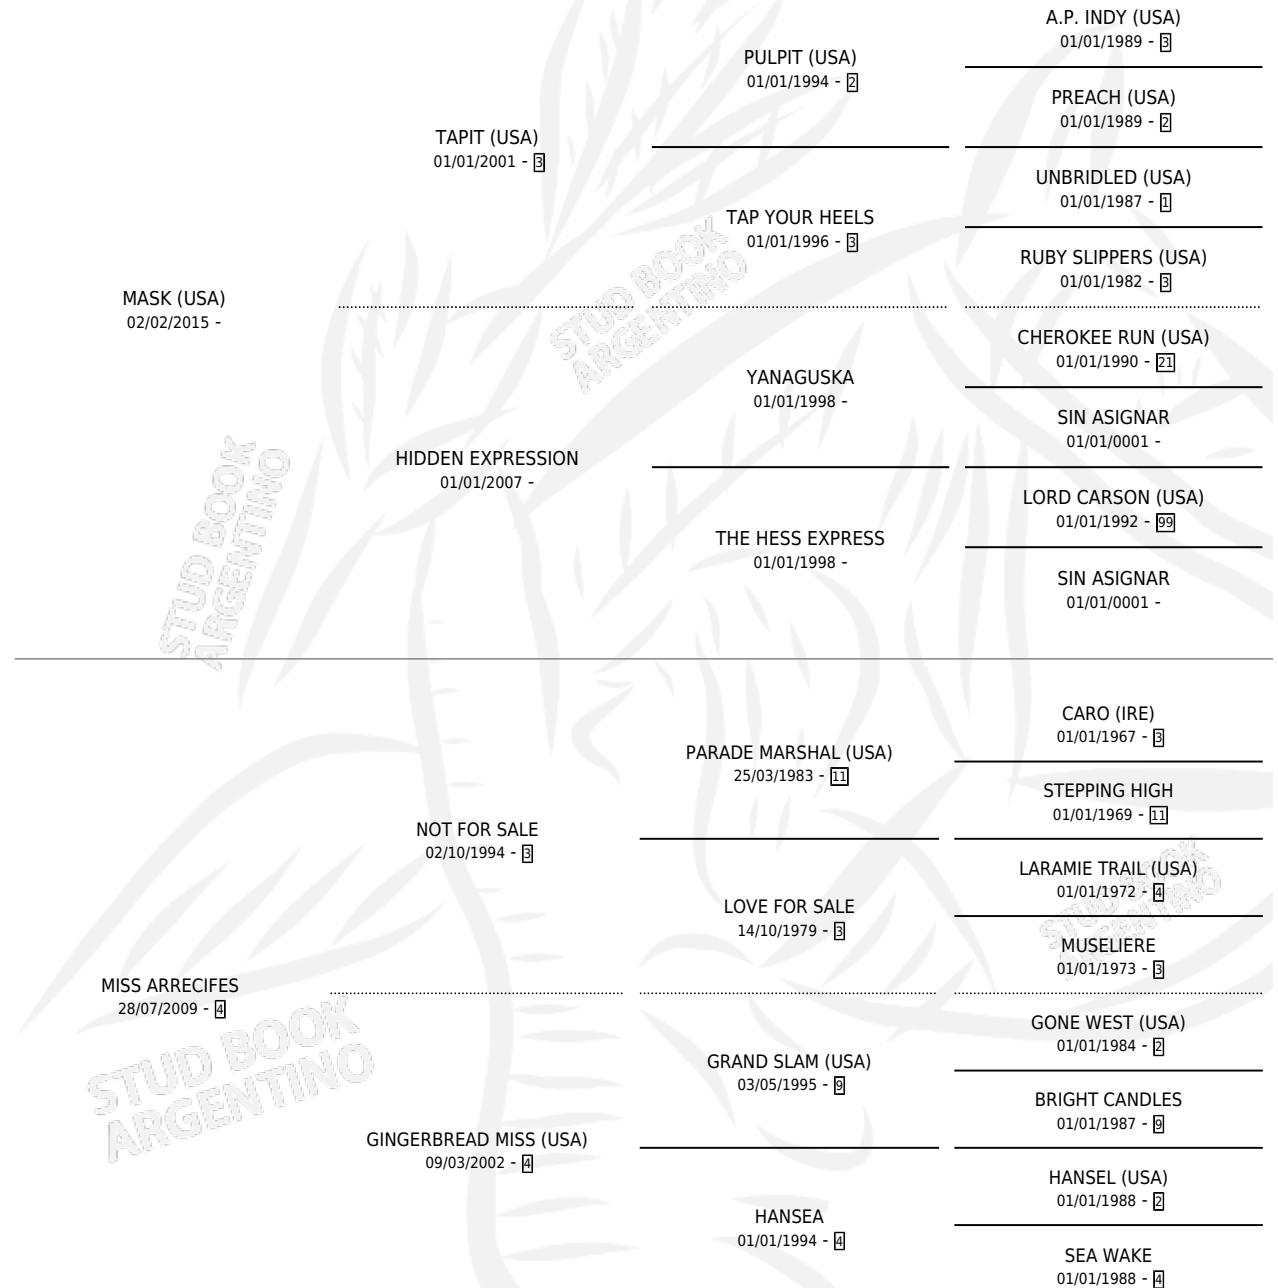 A.P. INDY (USA)
01/01/1989 - 3
PULPIT (USA)
01/01/1994 - 2
PREACH (USA)
01/01/1989 - 2
TAPIT (USA)
01/01/2001 - 3
UNBRIDLED (USA)
01/01/1987 - 1
TAP YOUR HEELS
01/01/1996 - 3
RUBY SLIPPERS (USA)
01/01/1982 - 3
MASK (USA)
02/02/2015 -
CHEROKEE RUN (USA)
01/01/1990 - 21
YANAGUSKA
01/01/1998 -
SIN ASIGNAR
01/01/0001 -
HIDDEN EXPRESSION
01/01/2007 -
LORD CARSON (USA)
01/01/1992 - 99
THE HESS EXPRESS
01/01/1998 -
SIN ASIGNAR
01/01/0001 -
CARO (IRE)
01/01/1967 - 3
PARADE MARSHAL (USA)
25/03/1983 - 11
STEPPING HIGH
01/01/1969 - 11
NOT FOR SALE
02/10/1994 - 3
LARAMIE TRAIL (USA)
01/01/1972 - 4
LOVE FOR SALE
14/10/1979 - 3
MUSELIERE
01/01/1973 - 3
MISS ARRECIFES
28/07/2009 - 4
GONE WEST (USA)
01/01/1984 - 2
GRAND SLAM (USA)
03/05/1995 - 9
BRIGHT CANDLES
01/01/1987 - 9
GINGERBREAD MISS (USA)
09/03/2002 - 4
HANSEL (USA)
01/01/1988 - 2
HANSEA
01/01/1994 - 4
SEA WAKE
01/01/1988 - 4
STUD BOOK
ARGENTINO
STUD BOOK
ARGENTINO
STUD BOOK
ARGENTINO
STUD BOOK
ARGENTINO